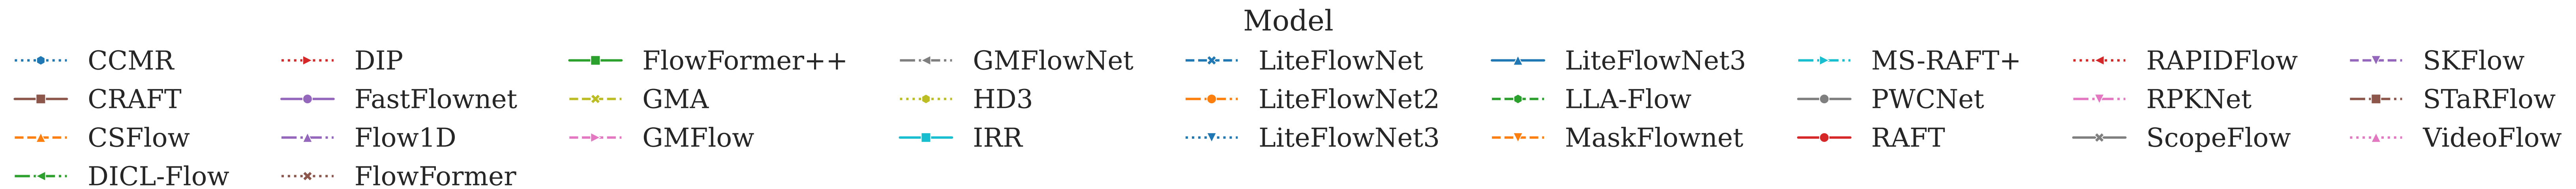 Model
CCMR DIP FlowFormer++ GMFlowNet LiteFlowNet LiteFlowNet3 MS-RAFT+ RAPIDFlow SKFlow
CRAFT FastFlownet GMA HD3 LiteFlowNet2 LLA-Flow PWCNet RPKNet STaRFlow
CSFlow Flow1D GMFlow IRR LiteFlowNet3 MaskFlownet RAFT ScopeFlow VideoFlow
DICL-Flow FlowFormer